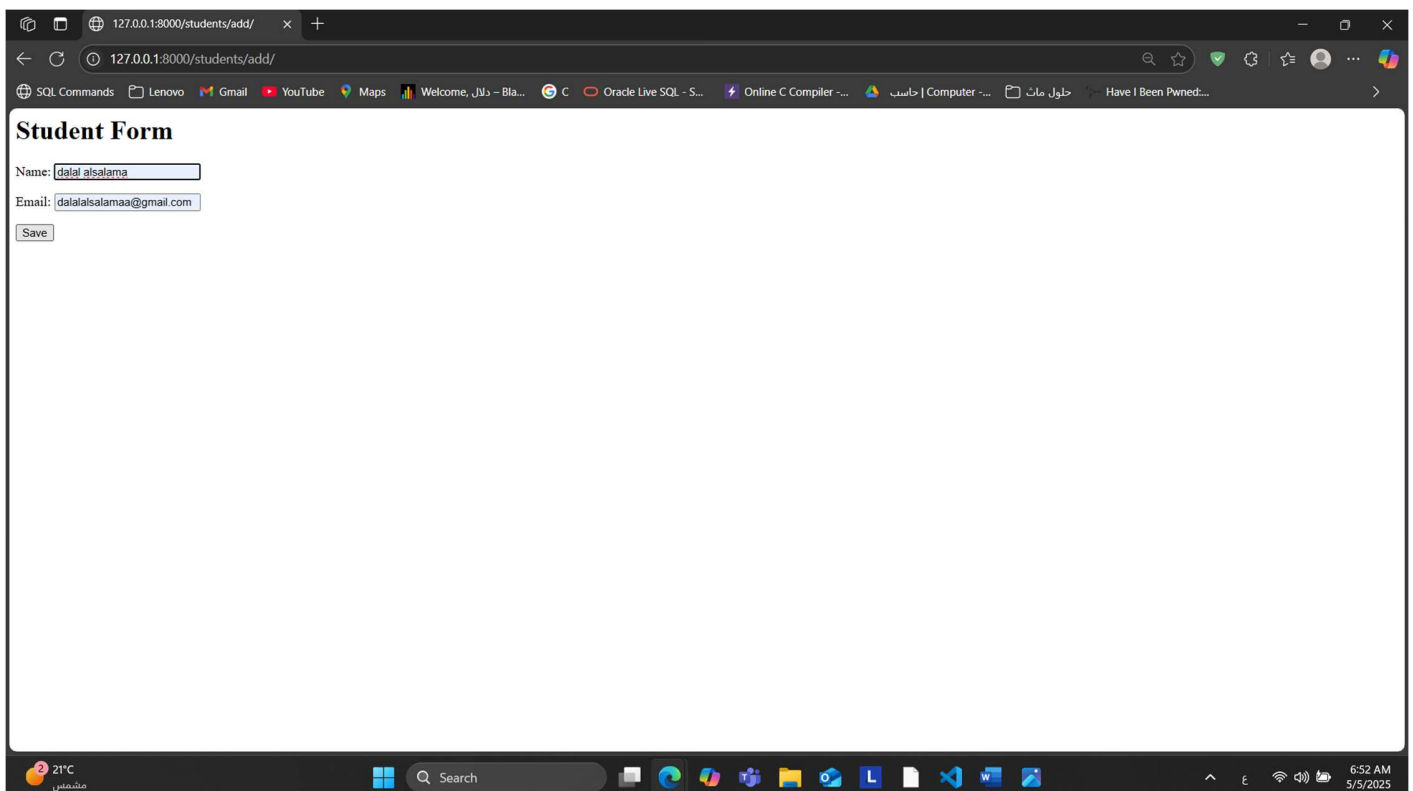 127.0.0.1:8000/students/add/
127.0.0.1:8000/students/add/
SQL Commands Lenovo Gmail YouTube Maps Welcome, دلال – Bla... C Oracle Live SQL - S... Online C Compiler -... حاسب | Computer -... حلول ماث Have I Been Pwned:...
Student Form
Name: dalal alsalama
Email: dalalalsalamaa@gmail.com
Save
2 21°C
مشمس
Search
L
W
ع
6:52 AM
5/5/2025